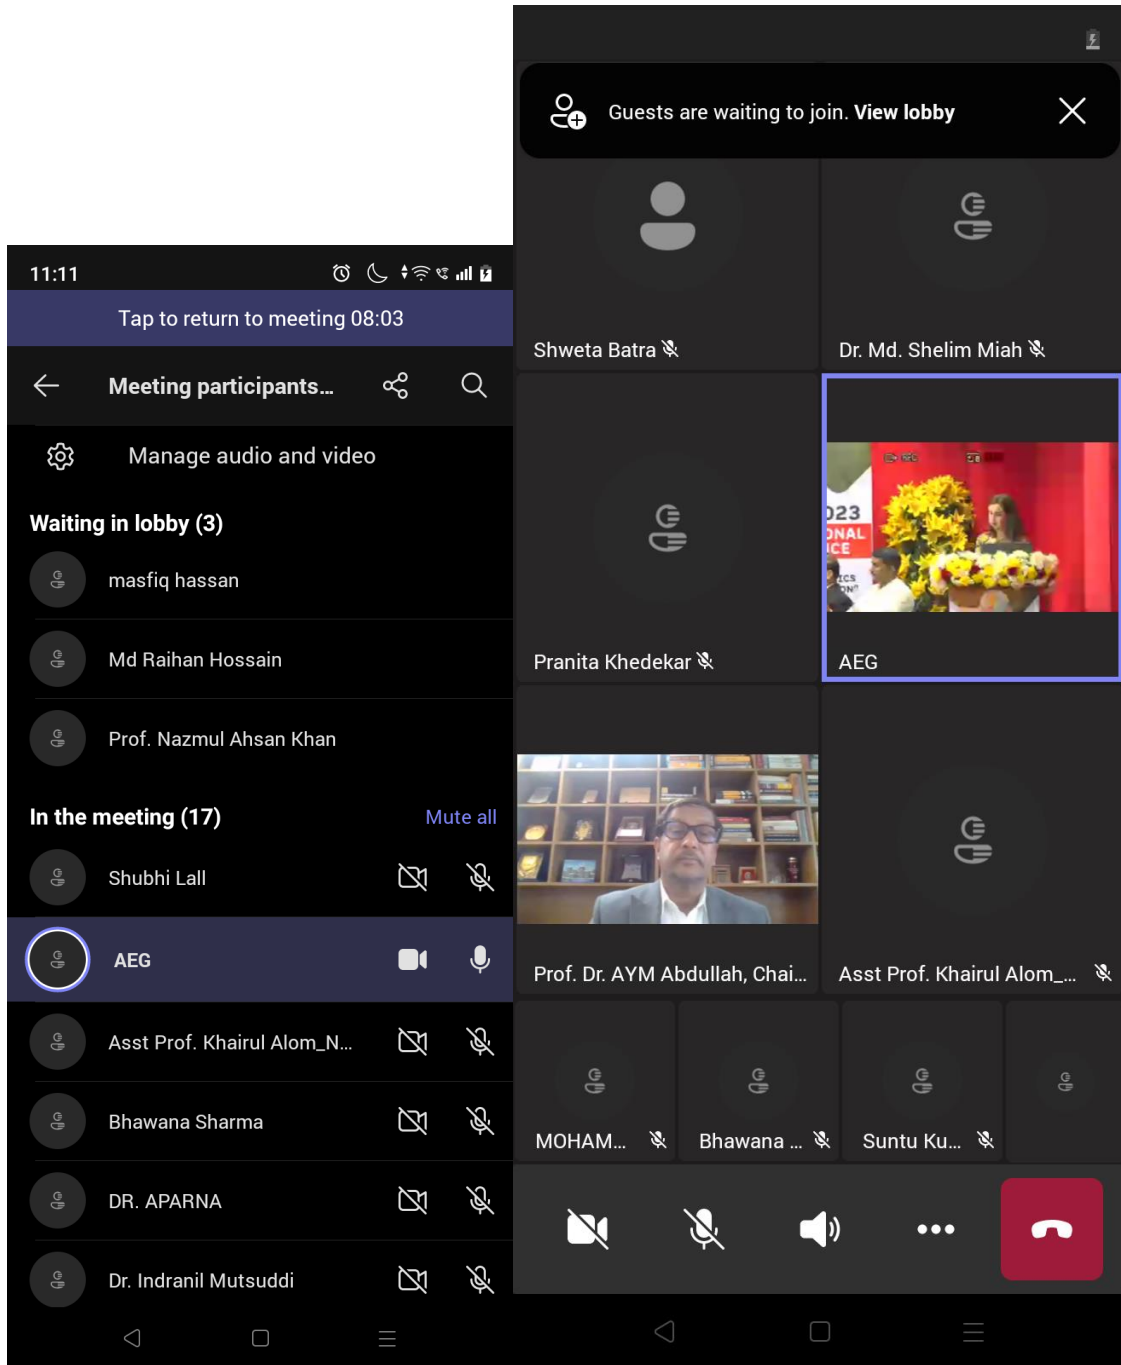 11:11
Tap to return to meeting 08:03
Meeting participants...
Manage audio and video
Waiting in lobby (3)
masfiq hassan
Md Raihan Hossain
Prof. Nazmul Ahsan Khan
In the meeting (17)
Mute all
Shubhi Lall
AEG
Asst Prof. Khairul Alom_N...
Bhawana Sharma
DR. APARNA
Dr. Indranil Mutsuddi
Guests are waiting to join. View lobby
Shweta Batra
Dr. Md. Shelim Miah
Pranita Khedekar
2023
ONAL
CE
AEG
Prof. Dr. AYM Abdullah, Chai...
Asst Prof. Khairul Alom_...
MOHAM...
Bhawana ...
Suntu Ku...